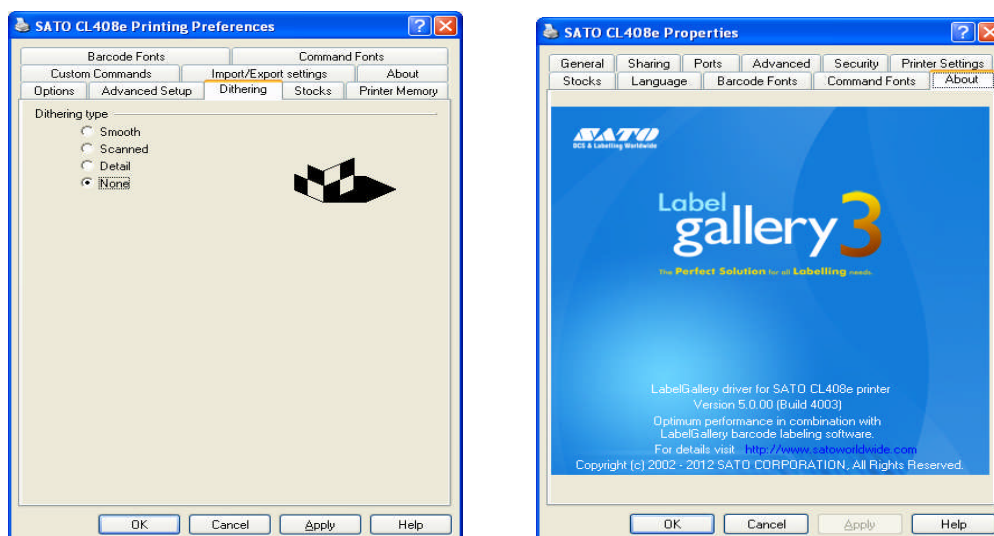 SATO CL408e Printing Preferences
Barcode Fonts Command Fonts
Custom Commands Import/Export settings About
Options Advanced Setup Dithering Stocks Printer Memory
Dithering type
Smooth
Scanned
Detail
None
OK Cancel Apply Help
SATO CL408e Properties
General Sharing Ports Advanced Security Printer Settings
Stocks Language Barcode Fonts Command Fonts About
SATO
DCS & Labelling Worldwide
Label
gallery 3
The Perfect Solution for all Labelling needs.
LabelGallery driver for SATO CL408e printer
Version 5.0.00 (Build 4003)
Optimum performance in combination with
LabelGallery barcode labeling software.
For details visit http://www.satoworldwide.com
Copyright (c) 2002 - 2012 SATO CORPORATION, All Rights Reserved.
OK Cancel Apply Help